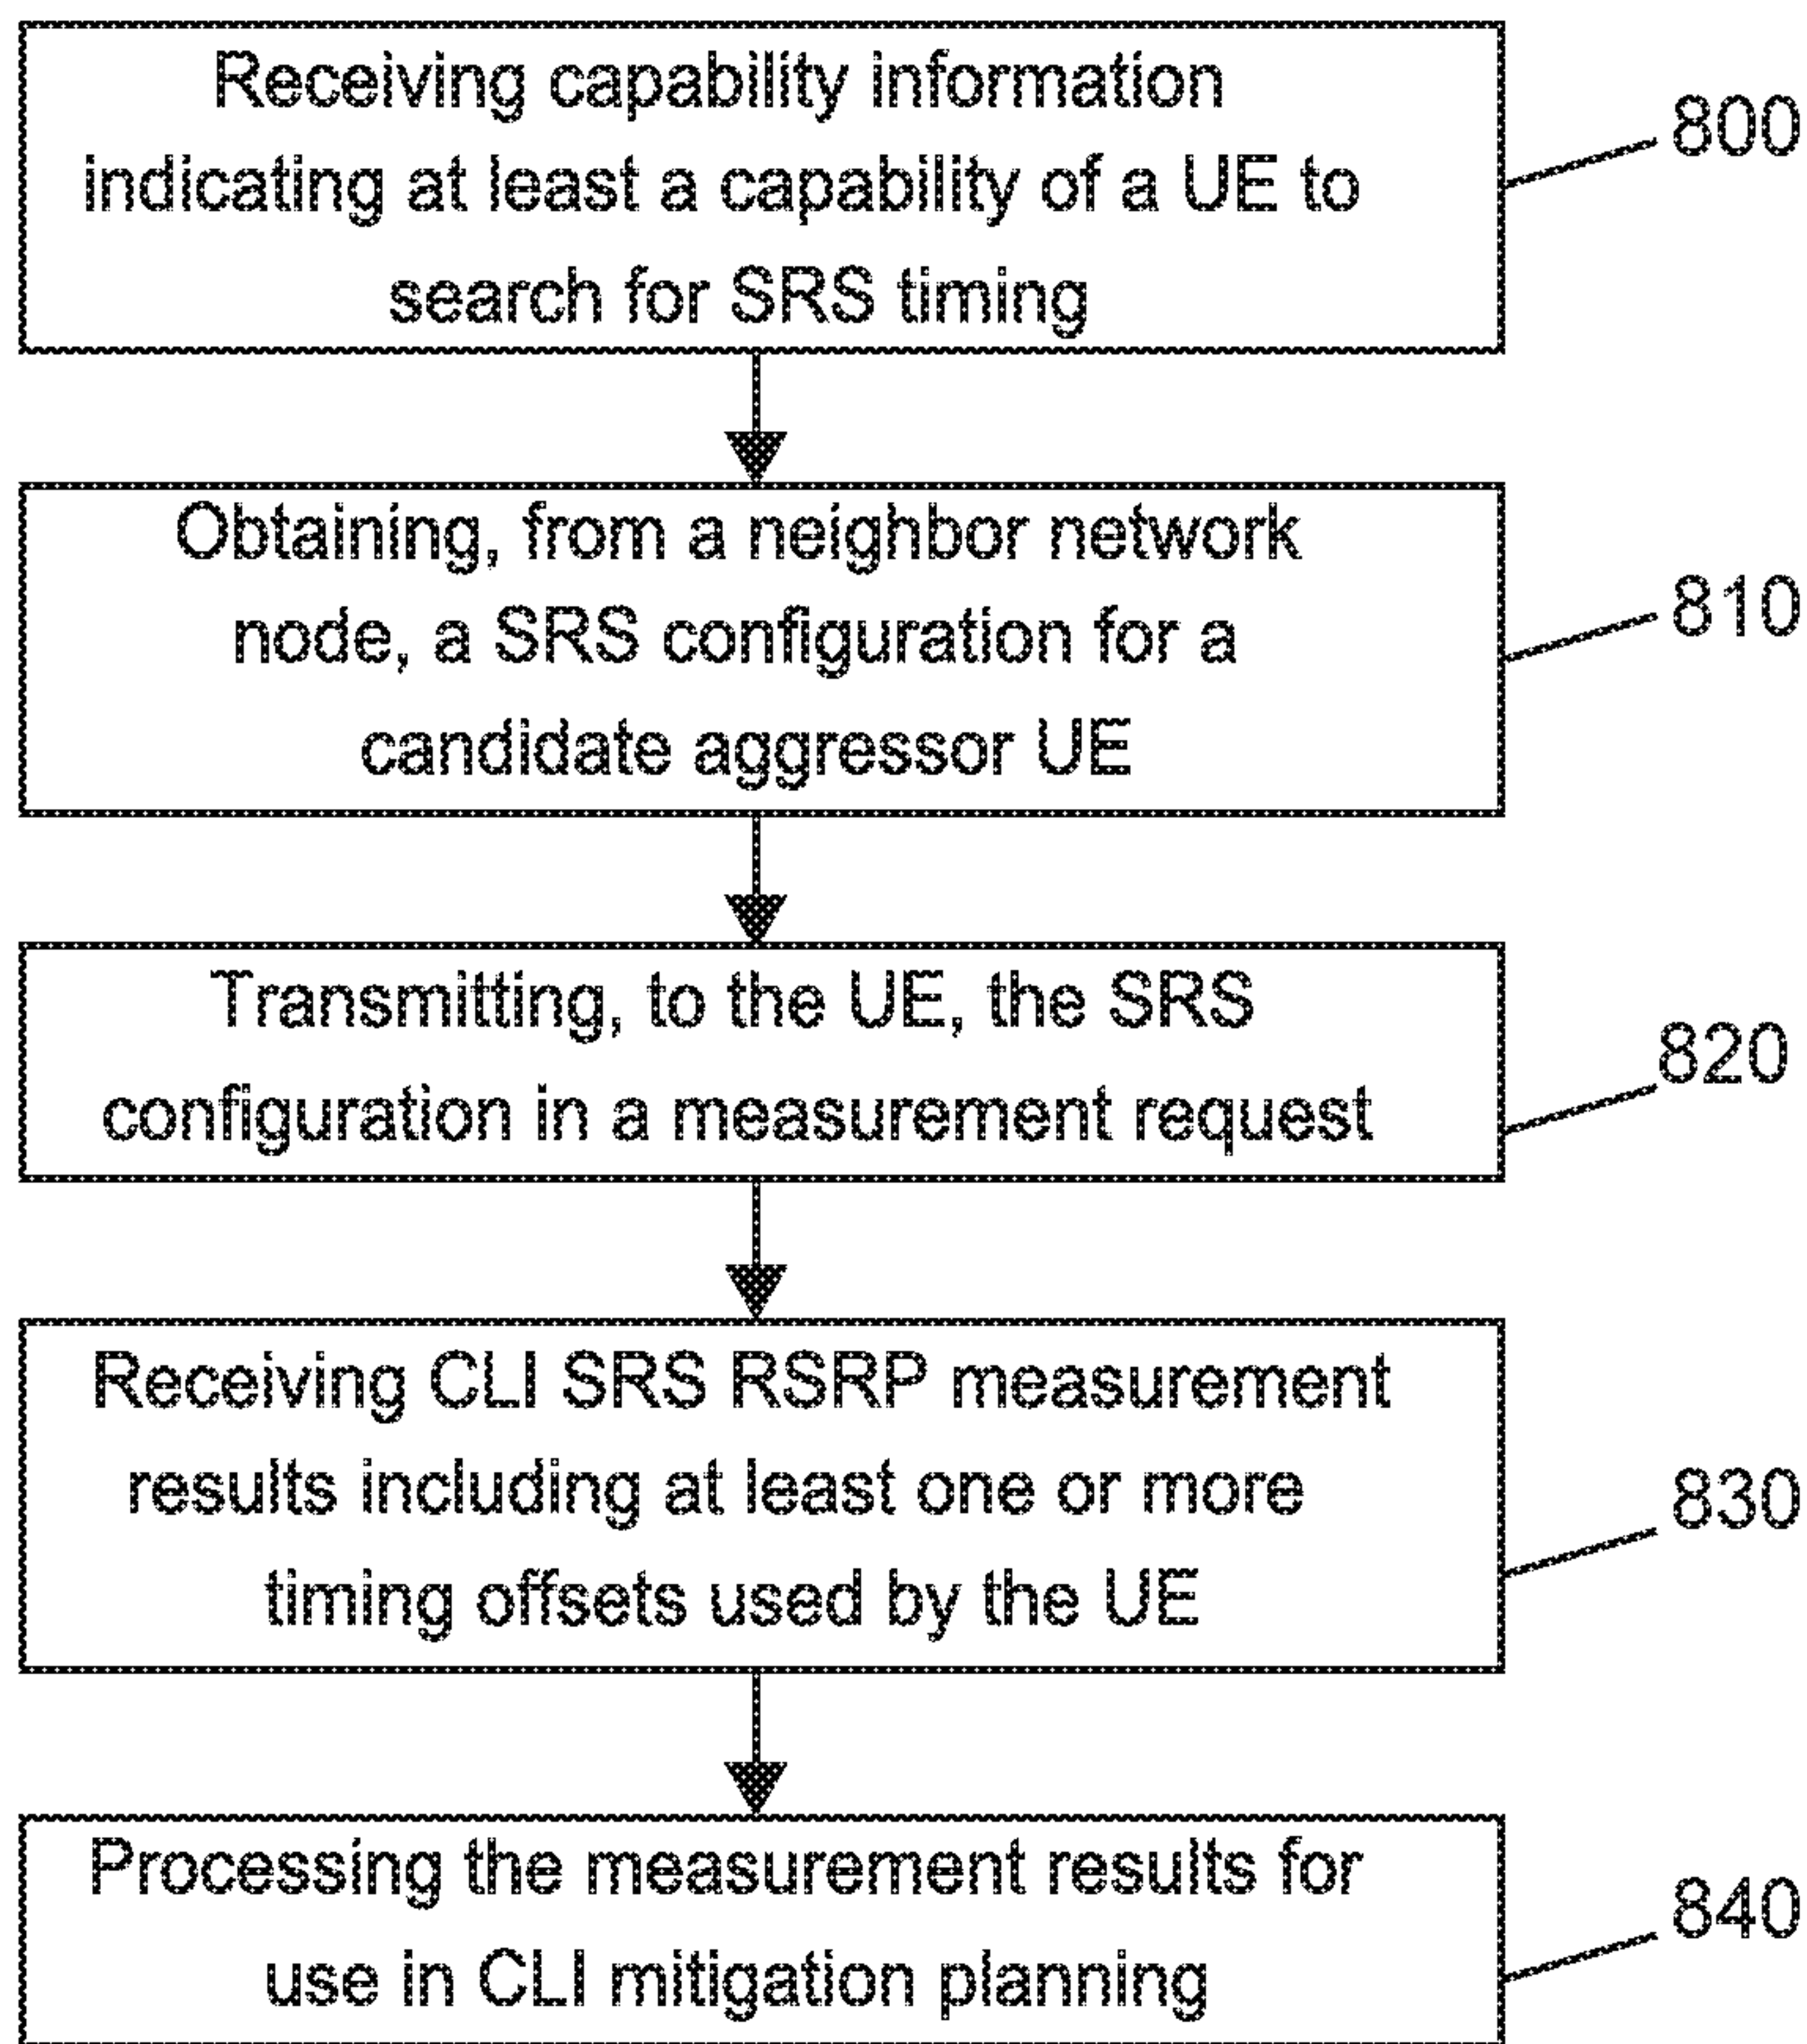 Receiving capability information
indicating at least a capability of a UE to
search for SRS timing
800
Obtaining, from a neighbor network
node, a SRS configuration for a
candidate aggressor UE
810
Transmitting, to the UE, the SRS
configuration in a measurement request
820
Receiving CLI SRS RSRP measurement
results including at least one or more
timing offsets used by the UE
830
Processing the measurement results for
use in CLI mitigation planning
840